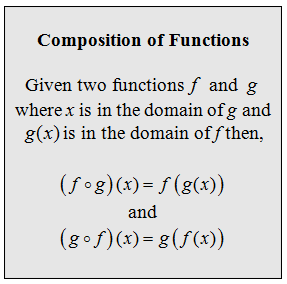 Composition of Functions
Given two functions f and g
where x is in the domain of g and
g(x) is in the domain of f then,
(f∘g)(x) = f(g(x))
and
(g∘f)(x) = g(f(x))